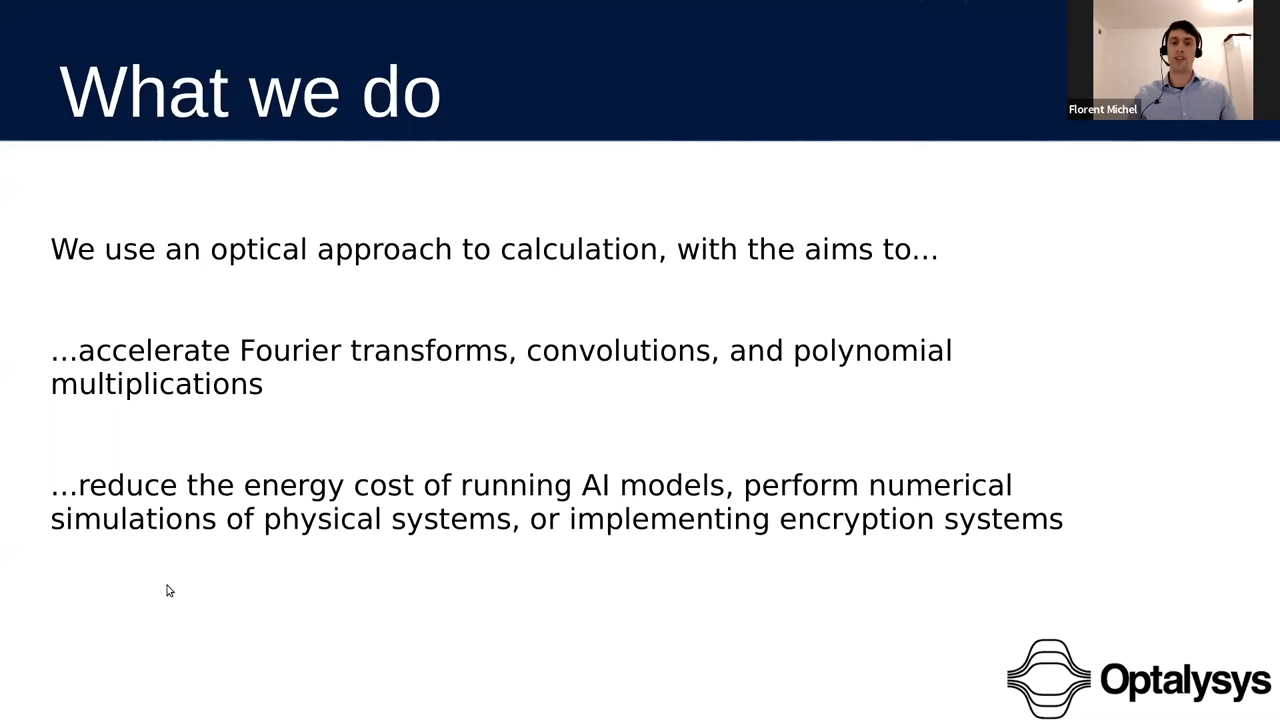 What we do
Florent Michel
We use an optical approach to calculation, with the aims to...
...accelerate Fourier transforms, convolutions, and polynomial
multiplications
...reduce the energy cost of running AI models, perform numerical
simulations of physical systems, or implementing encryption systems
Optalysys